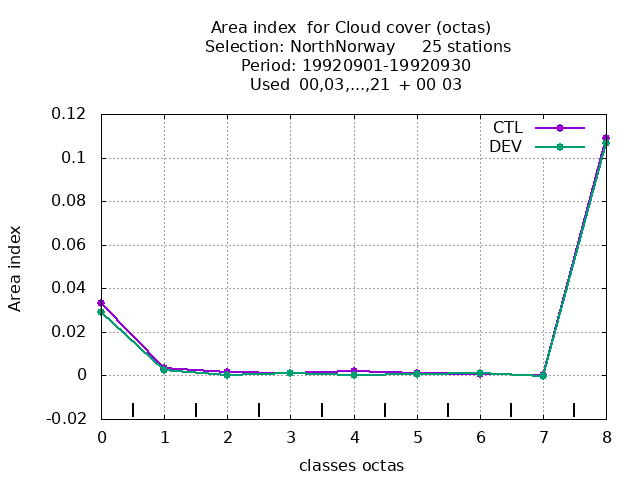 Area index  for Cloud cover (octas)
Selection: NorthNorway     25 stations
Period: 19920901-19920930
Used  00,03,...,21  + 00 03
CTL
DEV
0.12
0.1
0.08
0.06
0.04
0.02
0
-0.02
Area index
0 1 2 3 4 5 6 7 8
classes octas